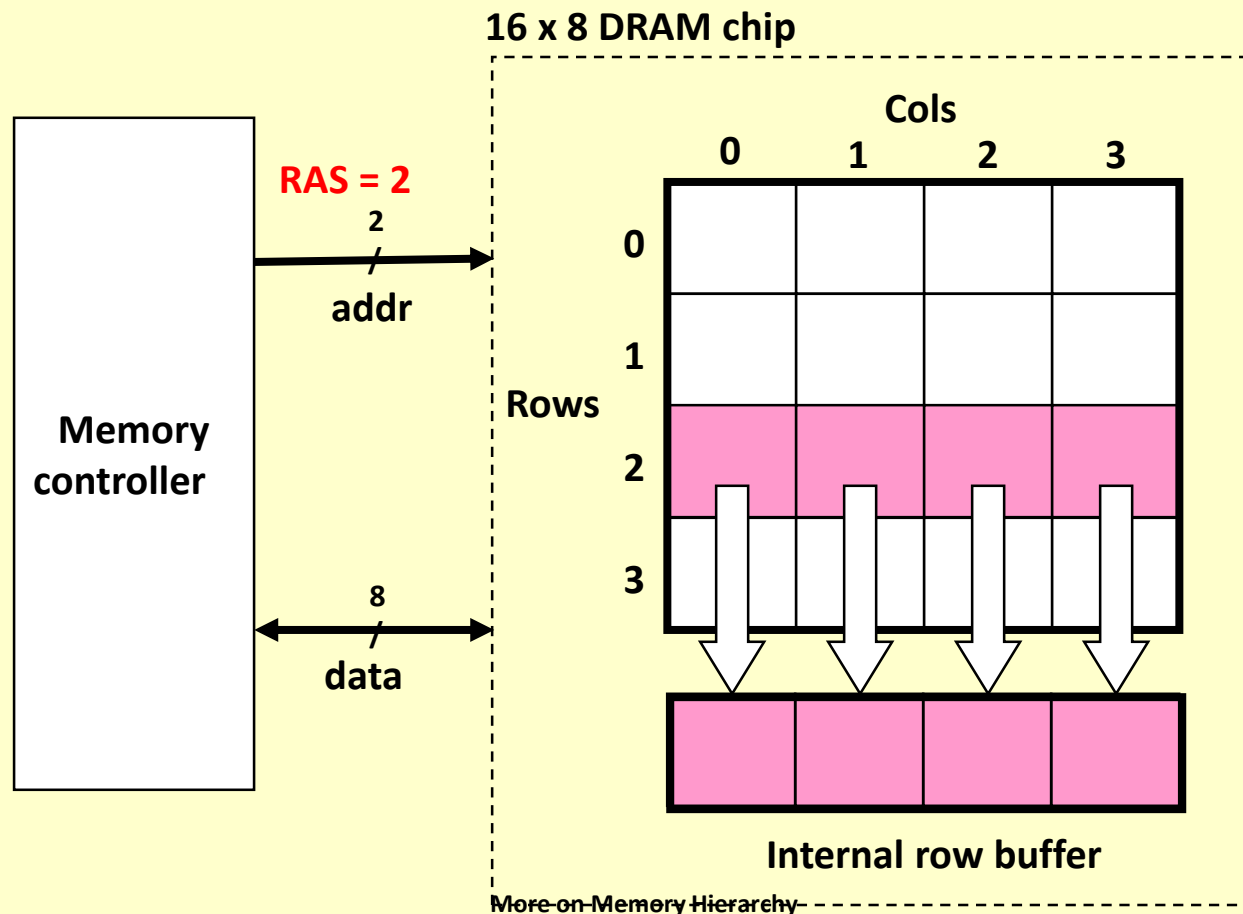 16 x 8 DRAM chip
Cols
0 1 2 3
RAS = 2
2
/
addr
0
1
Rows
2
3
Memory
controller
8
/
data
Internal row buffer
More on Memory Hierarchy